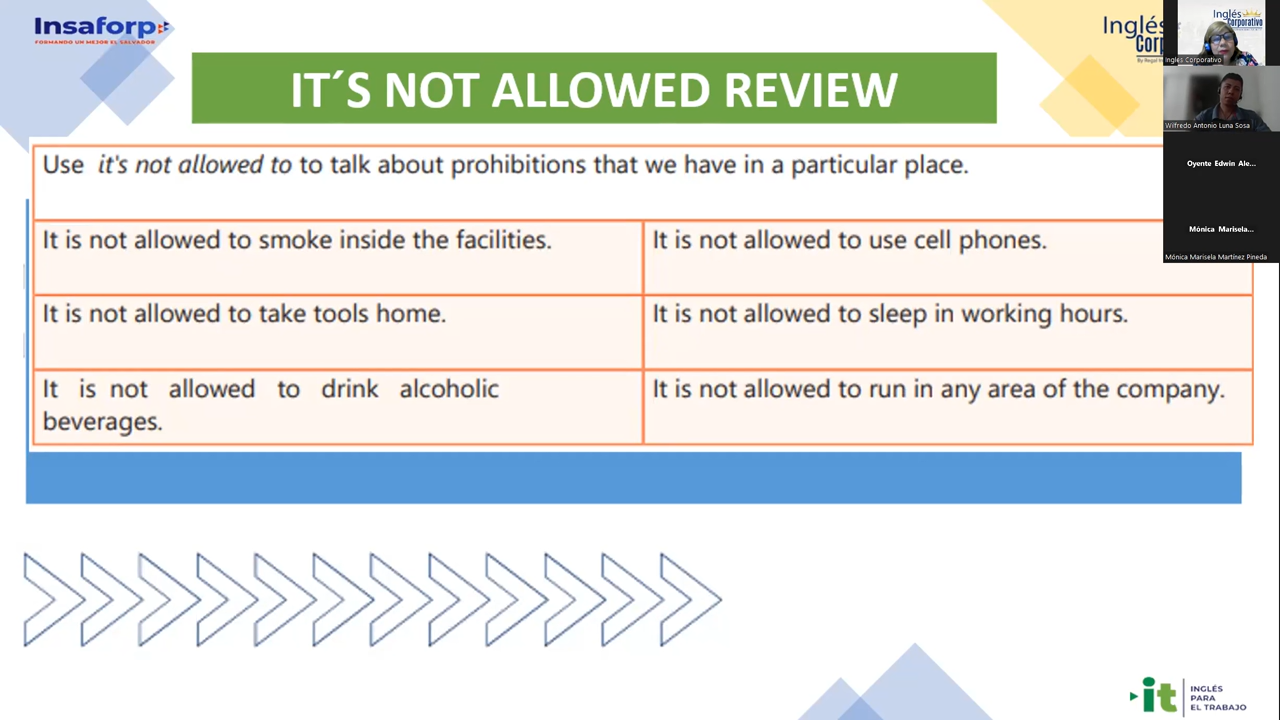 Insaforp
FORMANDO UN MEJOR EL SALVADOR
Inglés
Corp
By Regal In
Inglés
Corporativo
Inglés Corporativo
Wilfredo Antonio Luna Sosa
Oyente Edwin Ale...
Mónica Marisela...
Mónica Marisela Martínez Pineda
IT´S NOT ALLOWED REVIEW
Use it's not allowed to to talk about prohibitions that we have in a particular place.
It is not allowed to smoke inside the facilities.
It is not allowed to use cell phones.
It is not allowed to take tools home.
It is not allowed to sleep in working hours.
It is not allowed to drink alcoholic
beverages.
It is not allowed to run in any area of the company.
it
INGLÉS
PARA
EL TRABAJO